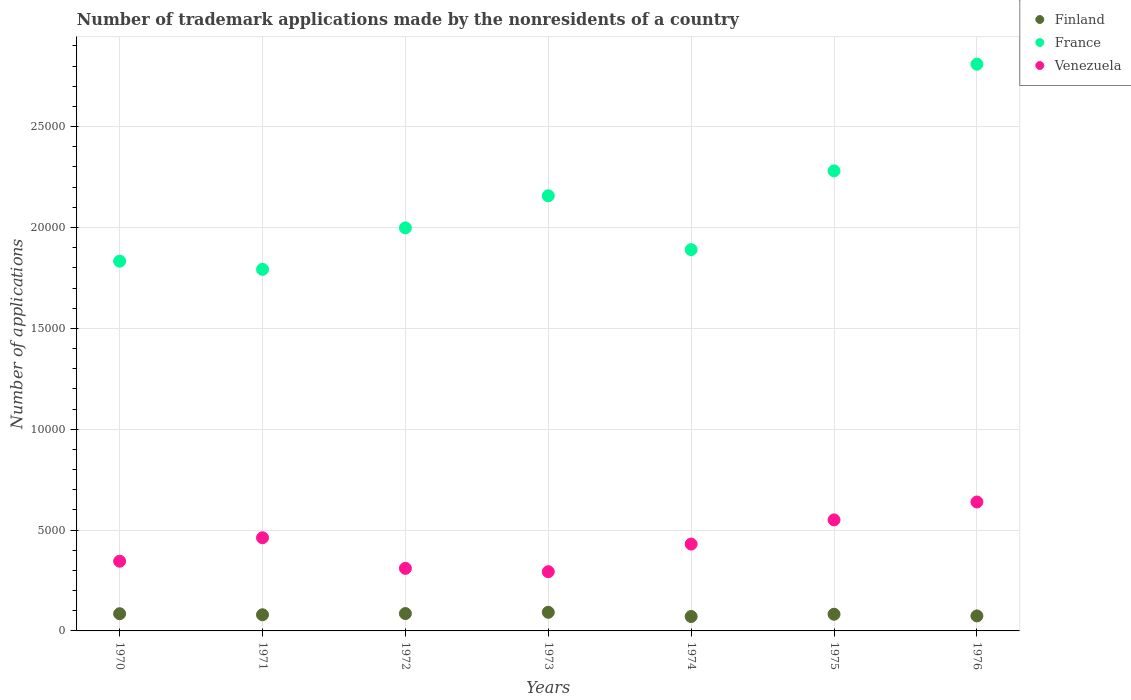 Number of trademark applications made by the nonresidents of a country
Finland
France
Venezuela
Number of applications
25000
20000
15000
10000
5000
0
1970
1971
1972
1973
1974
1975
1976
Years